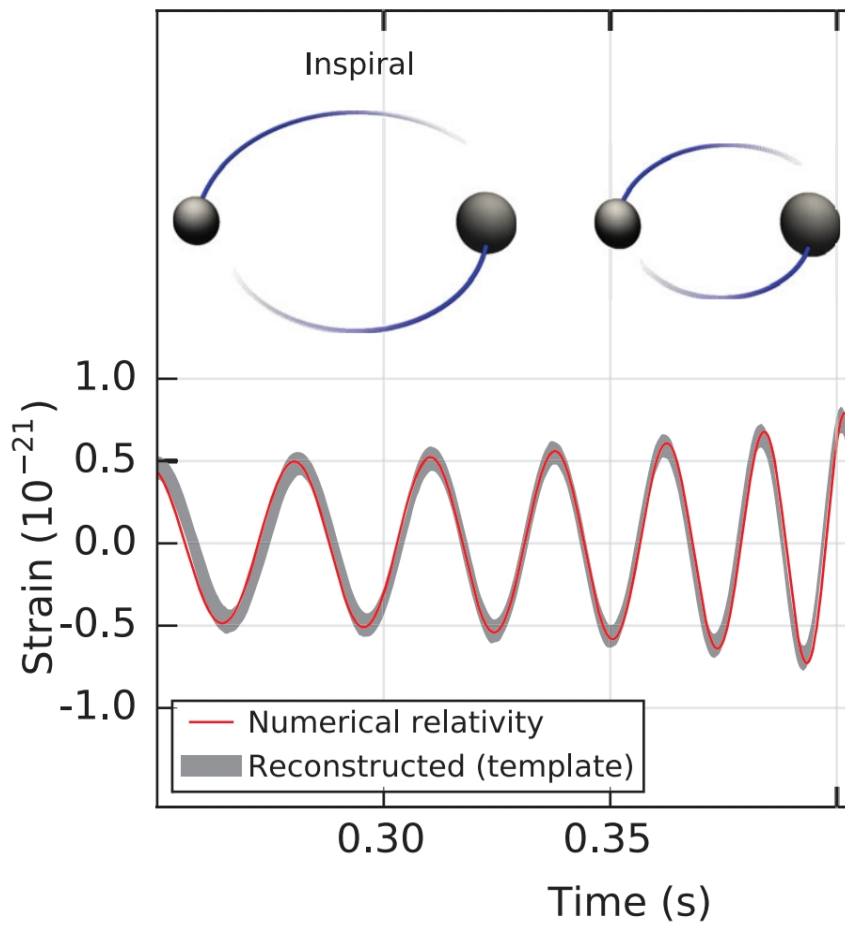 Inspiral
Strain (10⁻²¹)
1.0
0.5
0.0
-0.5
-1.0
Numerical relativity
Reconstructed (template)
0.30 0.35
Time (s)